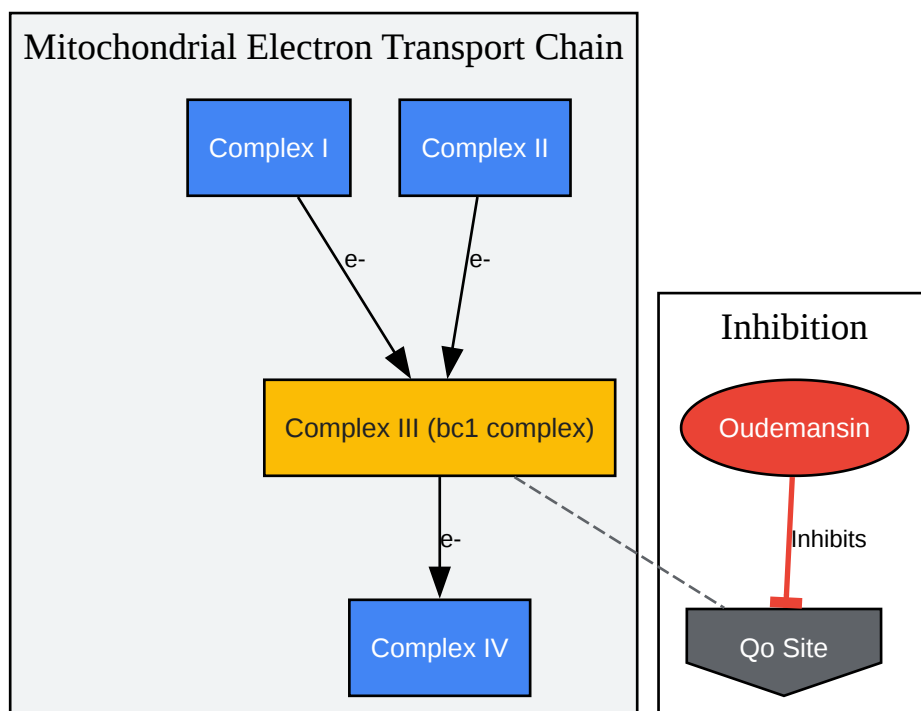 Mitochondrial Electron Transport Chain
Complex I
Complex II
e-
e-
Complex III (bc1 complex)
e-
Complex IV
Inhibition
Oudemansin
Inhibits
Qo Site